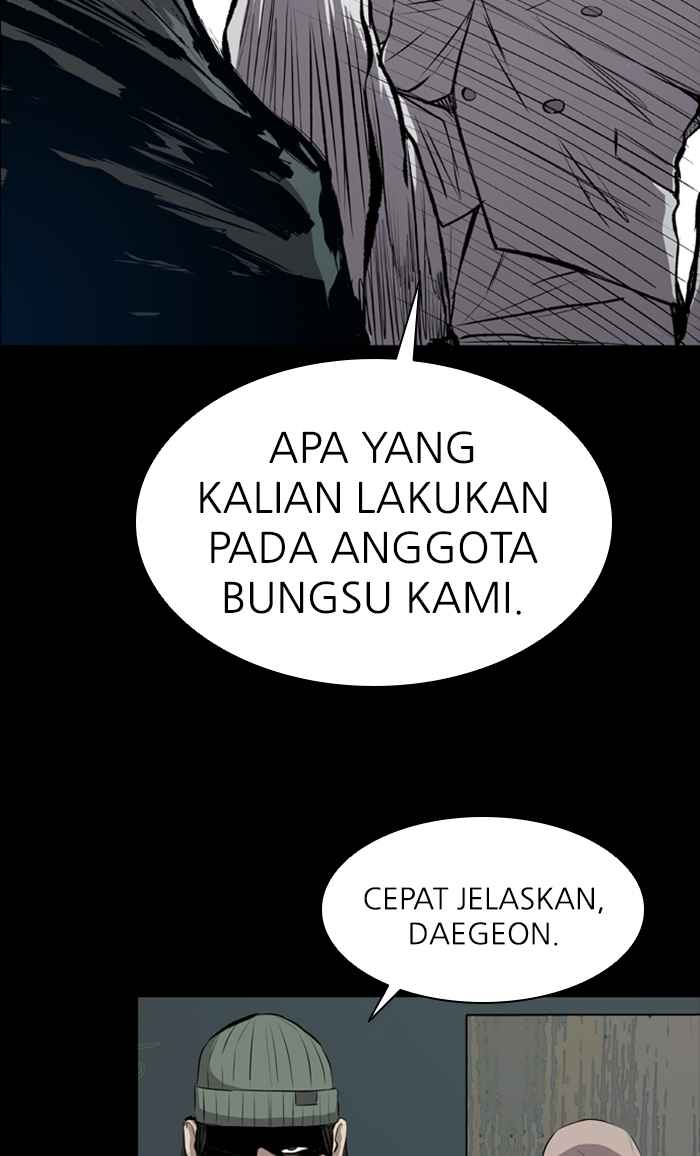 APA YANG
KALIAN LAKUKAN
PADA ANGGOTA
BUNGSU KAMI.
CEPAT JELASKAN,
DAEGEON.